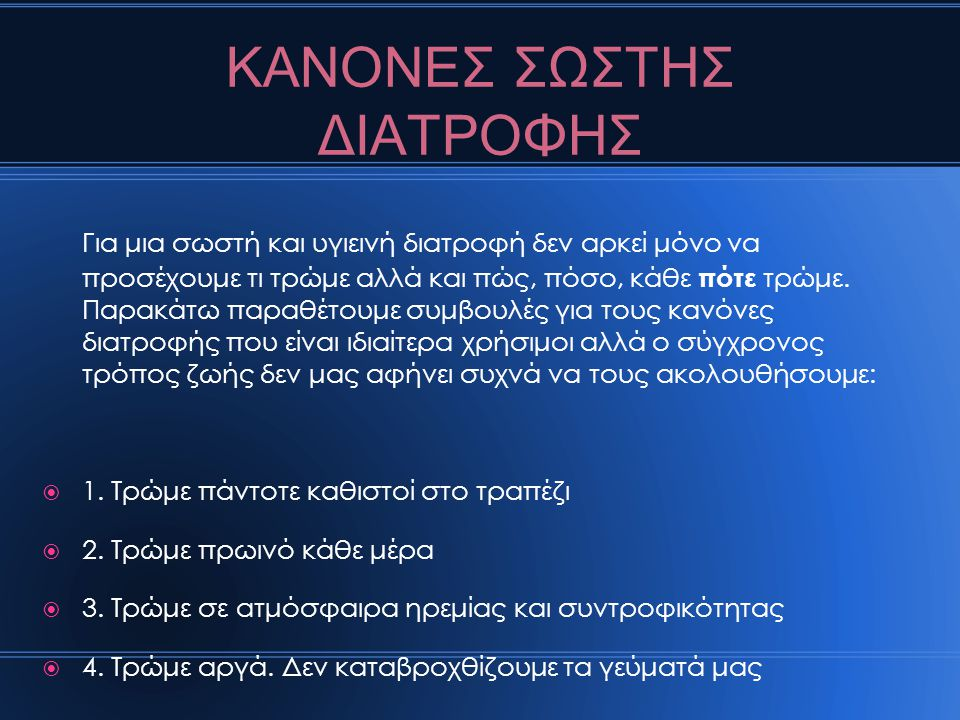 ΚΑΝΟΝΕΣ ΣΩΣΤΗΣ
ΔΙΑΤΡΟΦΗΣ
Για μια σωστή και υγιεινή διατροφή δεν αρκεί μόνο να
προσέχουμε τι τρώμε αλλά και πώς, πόσο, κάθε πότε τρώμε.
Παρακάτω παραθέτουμε συμβουλές για τους κανόνες
διατροφής που είναι ιδιαίτερα χρήσιμοι αλλά ο σύγχρονος
τρόπος ζωής δεν μας αφήνει συχνά να τους ακολουθήσουμε:
1. Τρώμε πάντοτε καθιστοί στο τραπέζι
2. Τρώμε πρωινό κάθε μέρα
3. Τρώμε σε ατμόσφαιρα ηρεμίας και συντροφικότητας
4. Τρώμε αργά. Δεν καταβροχθίζουμε τα γεύματά μας